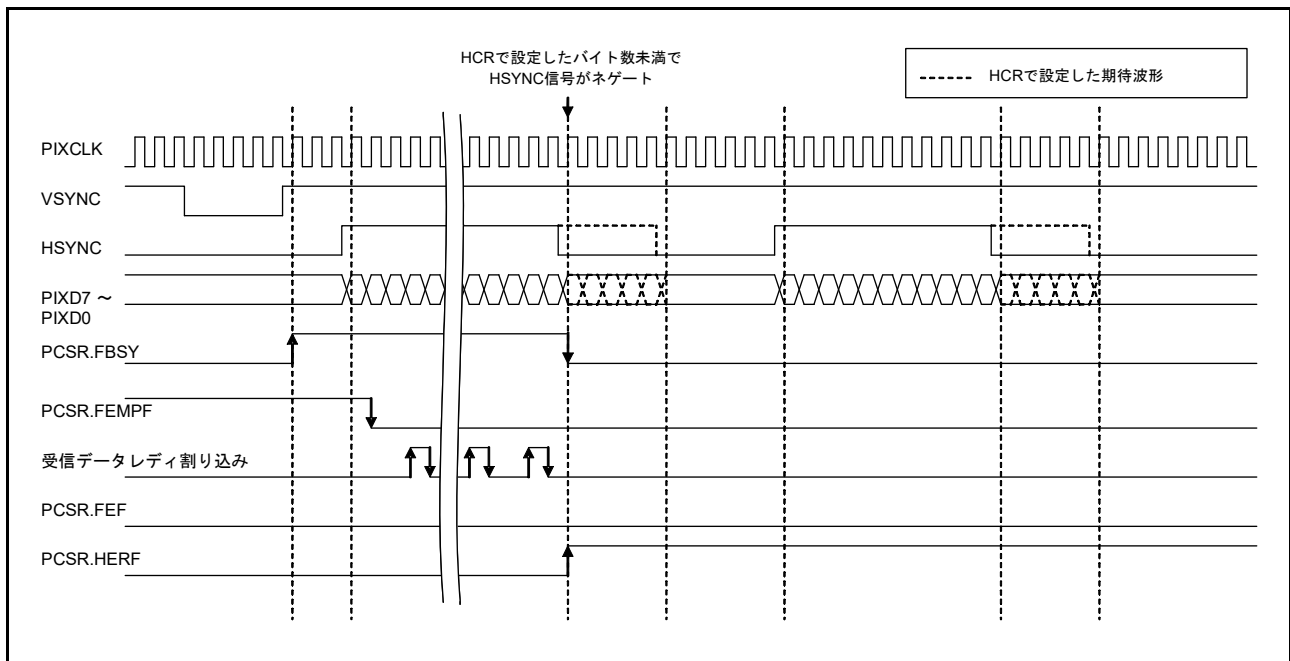 HCRで設定したバイト数未満で
HSYNC信号がネゲート
HCRで設定した期待波形
PIXCLK
VSYNC
HSYNC
PIXD7 ～
PIXD0
PCSR.FBSY
PCSR.FEMPF
受信データレディ割り込み
PCSR.FEF
PCSR.HERF